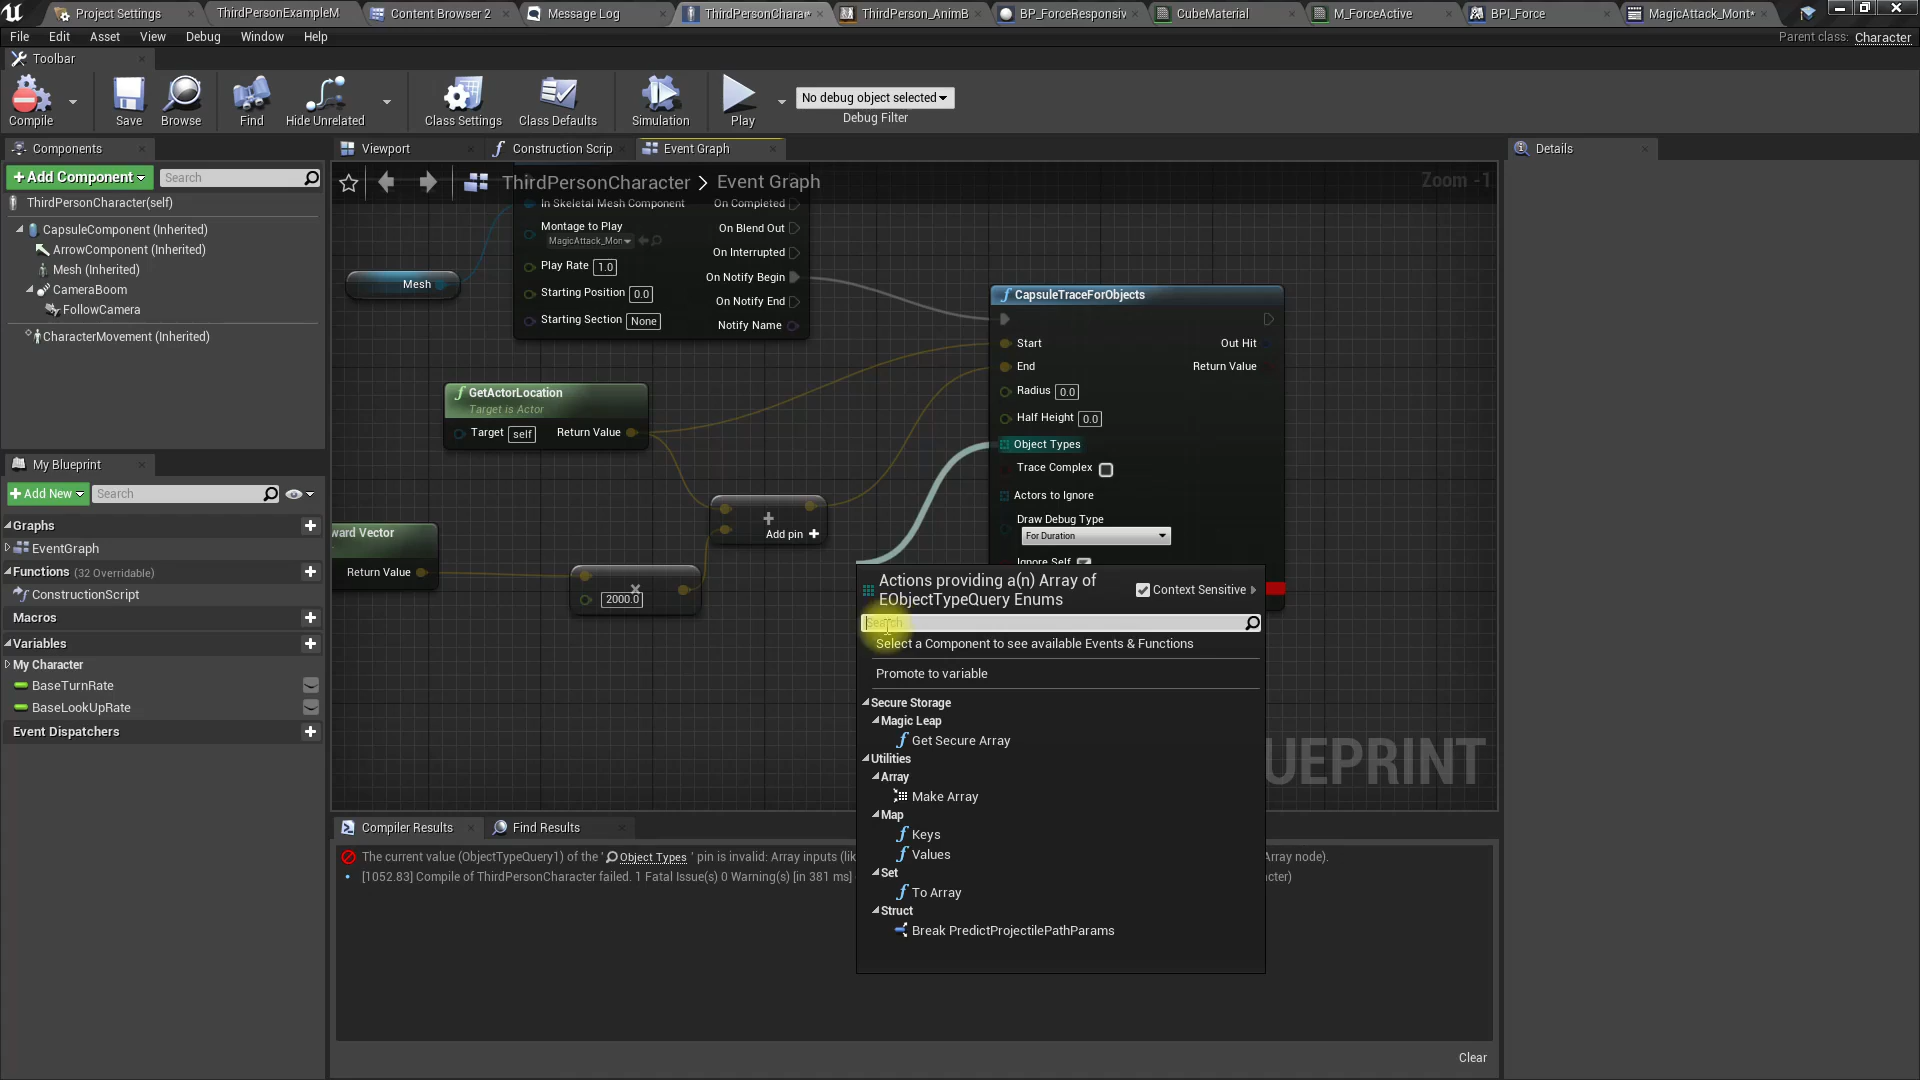 Project Settings
ThirdPersonExampleM
Content Browser 2
Message Log
ThirdPersonChara*
ThirdPerson_AnimB
BP_ForceResponsiv
CubeMaterial
M_ForceActive
BPI_Force
MagicAttack_Mont*
File Edit Asset View Debug Window Help
Parent class: Character
Toolbar
Compile
Save
Browse
Find
Hide Unrelated
Class Settings
Class Defaults
Simulation
Play
No debug object selected
Debug Filter
Components
+ Add Component
Search
ThirdPersonCharacter(self)
CapsuleComponent (Inherited)
ArrowComponent (Inherited)
Mesh (Inherited)
CameraBoom
FollowCamera
CharacterMovement (Inherited)
My Blueprint
+ Add New
Search
Graphs
EventGraph
Functions (32 Overridable)
ConstructionScript
Macros
Variables
My Character
BaseTurnRate
BaseLookUpRate
Event Dispatchers
Viewport
Construction Scrip
Event Graph
ThirdPersonCharacter > Event Graph
Zoom -1
In Skeletal Mesh Component
On Completed
Montage to Play
MagicAttack_Mon
On Blend Out
On Interrupted
Play Rate 1.0
On Notify Begin
Starting Position 0.0
On Notify End
Starting Section None
Notify Name
Mesh
GetActorLocation
Target is Actor
Target self
Return Value
ward Vector
Return Value
2000.0
Add pin +
CapsuleTraceForObjects
Start
Out Hit
End
Return Value
Radius 0.0
Half Height 0.0
Object Types
Trace Complex
Actors to Ignore
Draw Debug Type
For Duration
Ignore Self
Actions providing a(n) Array of
EObjectTypeQuery Enums
Context Sensitive
Search
Select a Component to see available Events & Functions
Promote to variable
Secure Storage
Magic Leap
Get Secure Array
Utilities
Array
Make Array
Map
Keys
Values
Set
To Array
Struct
Break PredictProjectilePathParams
UEPRINT
Details
Compiler Results
Find Results
The current value (ObjectTypeQuery1) of the ' Object Types ' pin is invalid: Array inputs (lik
Array node).
[1052.83] Compile of ThirdPersonCharacter failed. 1 Fatal Issue(s) 0 Warning(s) [in 381 ms]
cter)
Clear